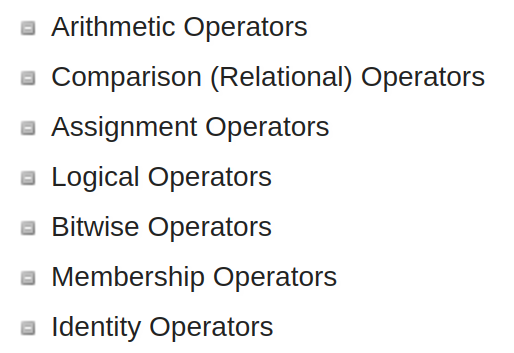 Arithmetic Operators
Comparison (Relational) Operators
Assignment Operators
Logical Operators
Bitwise Operators
Membership Operators
Identity Operators